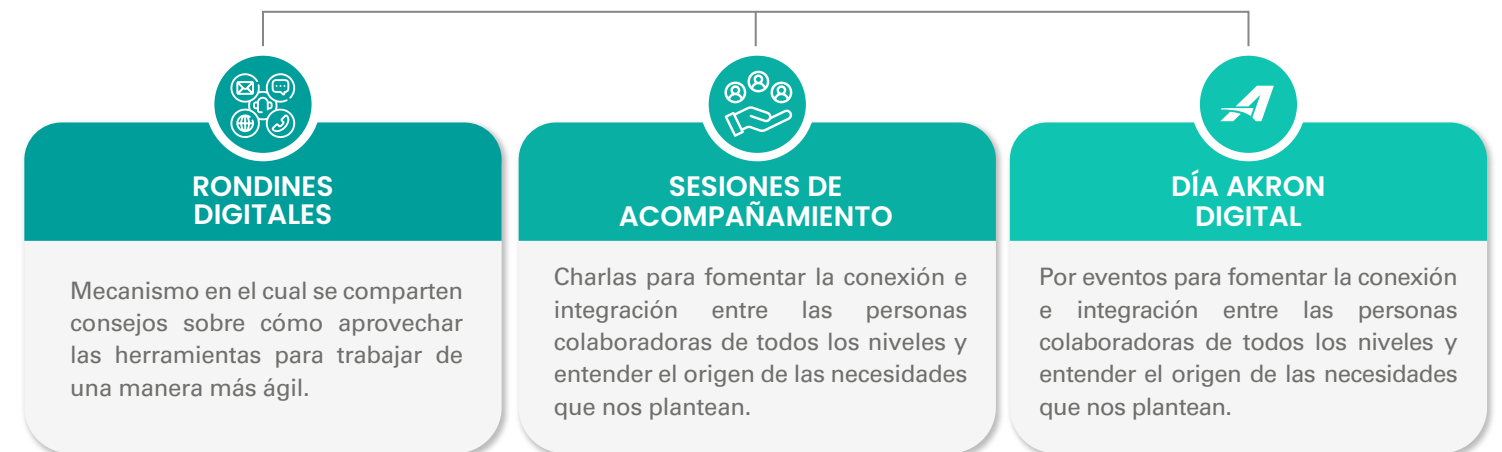 RONDINES
DIGITALES
Mecanismo en el cual se comparten
consejos sobre cómo aprovechar
las herramientas para trabajar de
una manera más ágil.
SESIONES DE
ACOMPAÑAMIENTO
Charlas para fomentar la conexión e
integración entre las personas
colaboradoras de todos los niveles y
entender el origen de las necesidades
que nos plantean.
DÍA AKRON
DIGITAL
Por eventos para fomentar la conexión
e integración entre las personas
colaboradoras de todos los niveles y
entender el origen de las necesidades
que nos plantean.